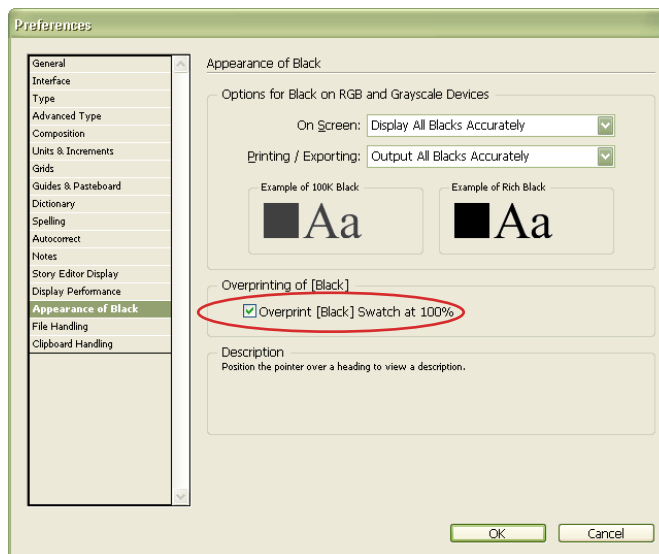 Preferences
General
Interface
Type
Advanced Type
Composition
Units & Increments
Grids
Guides & Pasteboard
Dictionary
Spelling
Autocorrect
Notes
Story Editor Display
Display Performance
Appearance of Black
File Handling
Clipboard Handling
Appearance of Black
Options for Black on RGB and Grayscale Devices
On Screen: Display All Blacks Accurately
Printing / Exporting: Output All Blacks Accurately
Example of 100K Black
Aa
Example of Rich Black
Aa
Overprinting of [Black]
Overprint [Black] Swatch at 100%
Description
Position the pointer over a heading to view a description.
OK
Cancel